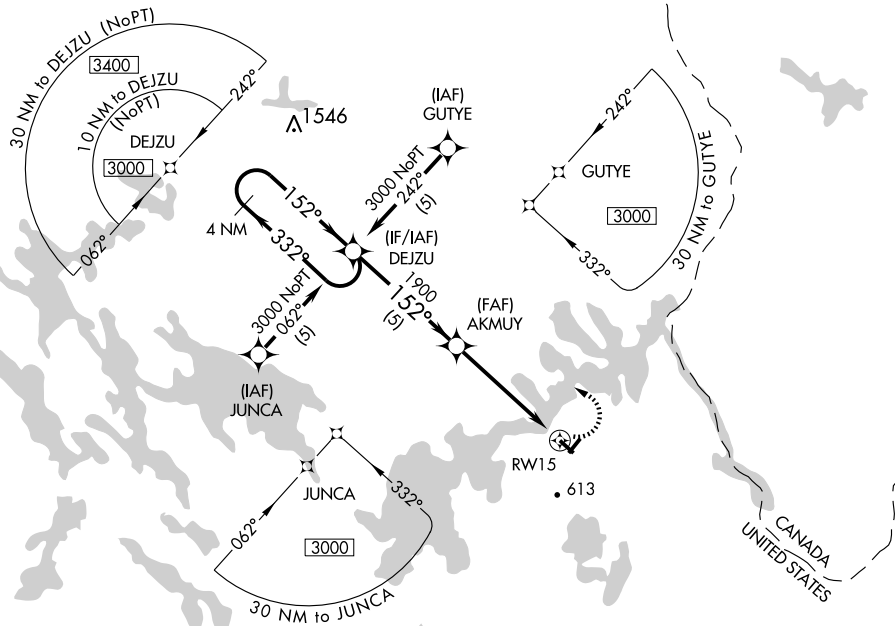 30 NM to DEJZU (NoPT)
3400
10 NM to DEJZU
(NoPT)
242°
DEJZU
3000
062°
1546
(IAF)
GUTYE
3000 NoPT
242°
(5)
152°
4 NM
332°
(IF/IAF)
DEJZU
3000 NoPT
062°
(5)
1900
152°
(5)
(FAF)
AKMUY
(IAF)
JUNCA
242°
GUTYE
3000
332°
30 NM to GUTYE
RW15
613
JUNCA
332°
062°
3000
30 NM to JUNCA
CANADA
UNITED STATES